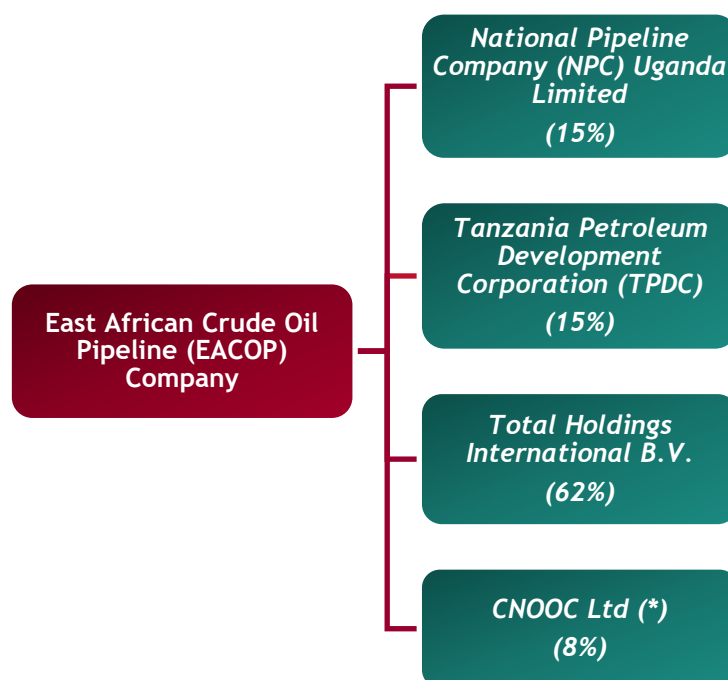 National Pipeline
Company (NPC) Uganda
Limited
(15%)
Tanzania Petroleum
Development
Corporation (TPDC)
(15%)
East African Crude Oil
Pipeline (EACOP)
Company
Total Holdings
International B.V.
(62%)
CNOOC Ltd (*)
(8%)